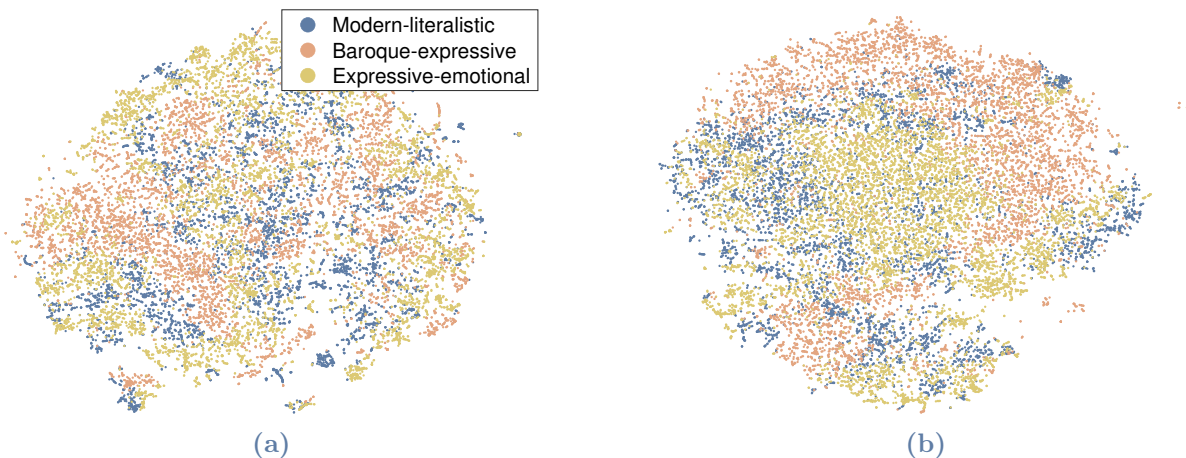 Modern-literalistic
Baroque-expressive
Expressive-emotional
(a)
(b)